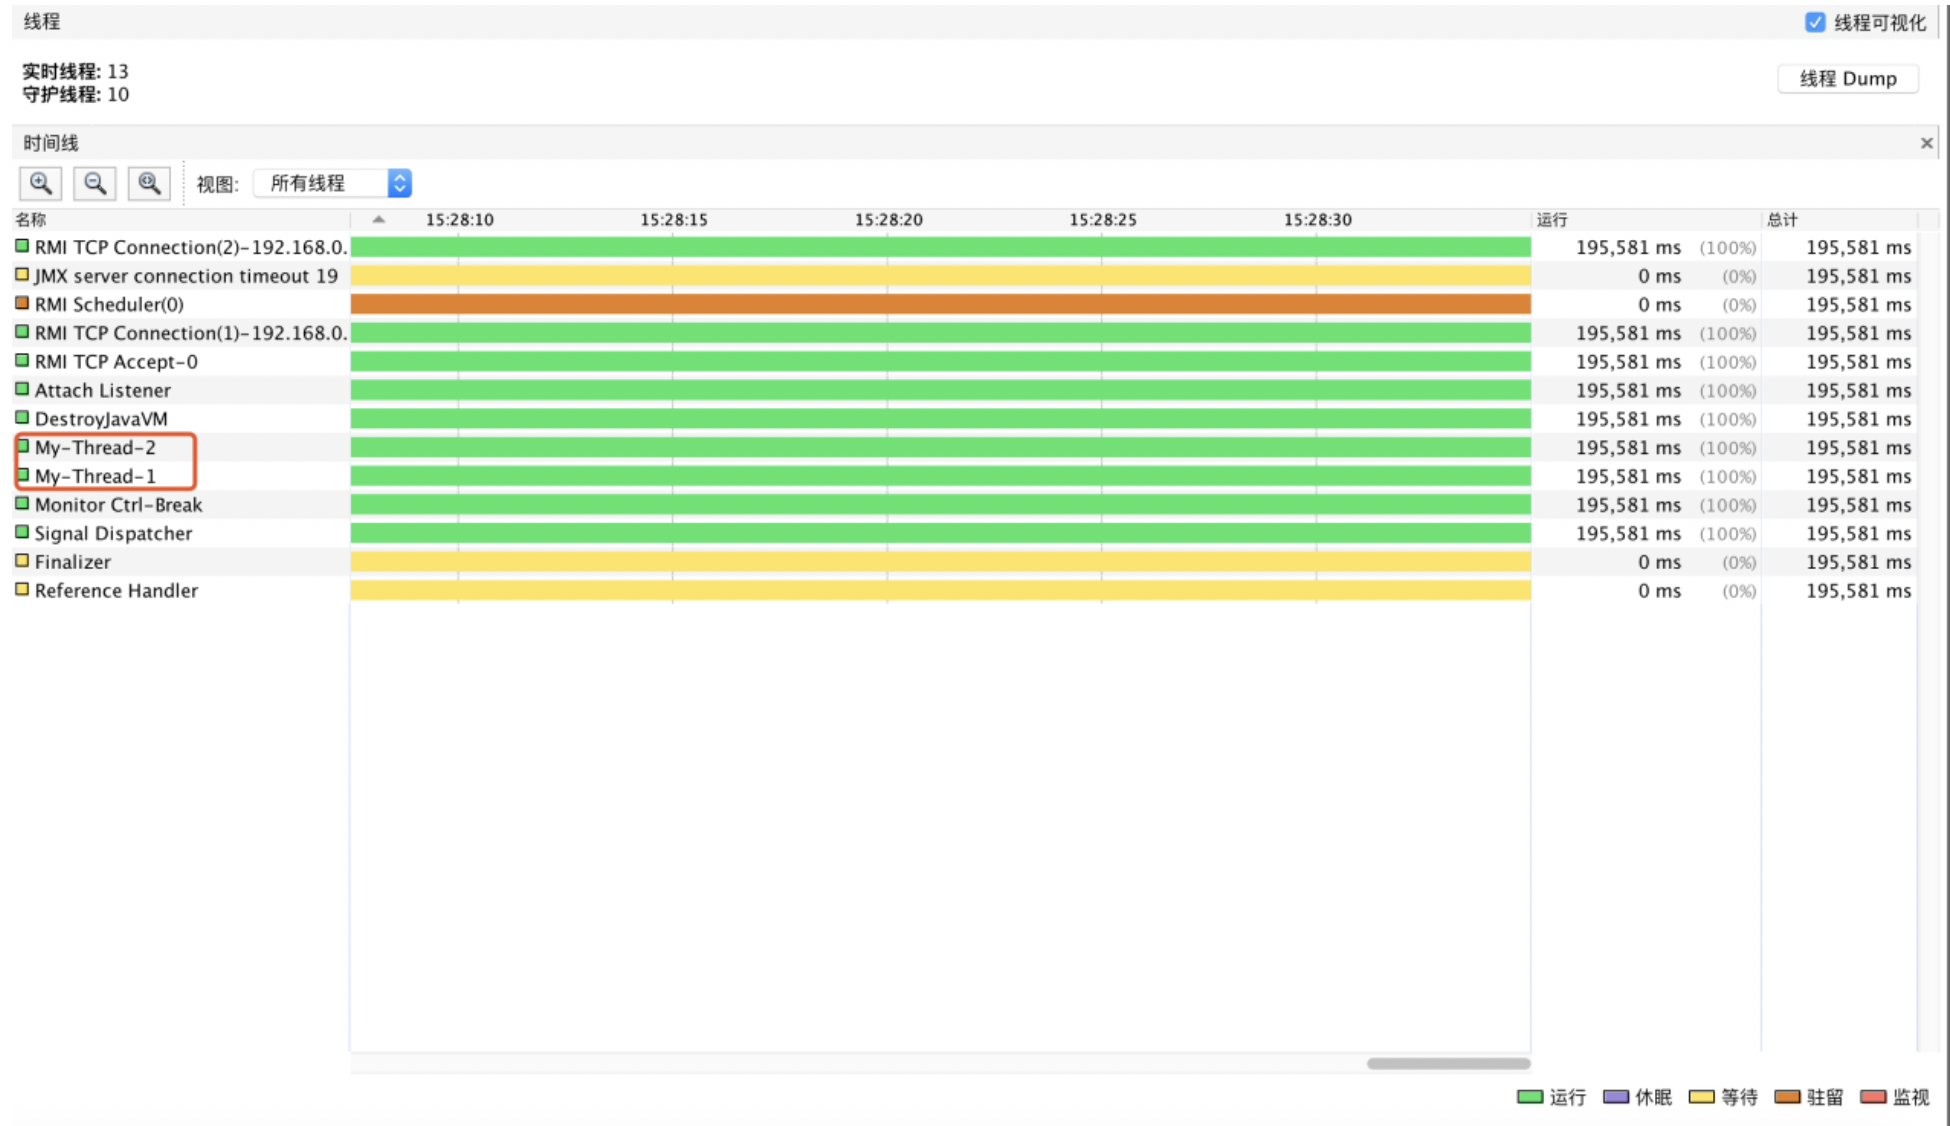 线程 线程可视化
实时线程: 13
守护线程: 10
线程 Dump
时间线
视图: 所有线程
名称 15:28:10 15:28:15 15:28:20 15:28:25 15:28:30 运行 总计
RMI TCP Connection(2)-192.168.0. 195,581 ms (100%) 195,581 ms
JMX server connection timeout 19 0 ms (0%) 195,581 ms
RMI Scheduler(0) 0 ms (0%) 195,581 ms
RMI TCP Connection(1)-192.168.0. 195,581 ms (100%) 195,581 ms
RMI TCP Accept-0 195,581 ms (100%) 195,581 ms
Attach Listener 195,581 ms (100%) 195,581 ms
DestroyJavaVM 195,581 ms (100%) 195,581 ms
My-Thread-2 195,581 ms (100%) 195,581 ms
My-Thread-1 195,581 ms (100%) 195,581 ms
Monitor Ctrl-Break 195,581 ms (100%) 195,581 ms
Signal Dispatcher 195,581 ms (100%) 195,581 ms
Finalizer 0 ms (0%) 195,581 ms
Reference Handler 0 ms (0%) 195,581 ms
运行 休眠 等待 驻留 监视